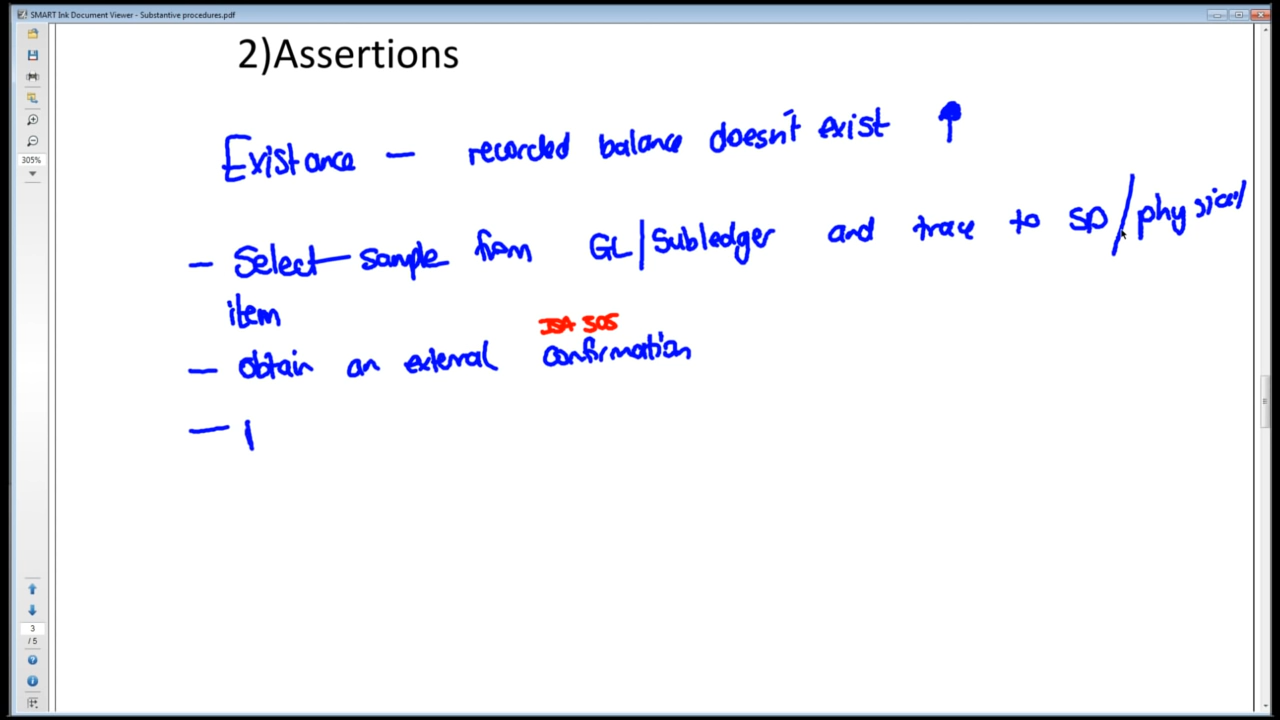 SMART Ink Document Viewer - Substantive procedures.pdf
2)Assertions
Existance — recorded balance doesn't exist ↑
— Select sample from GL/Subledger and trace to SD/physical
item
ISA 505
— obtain an external confirmation
—
305%
3
/ 5